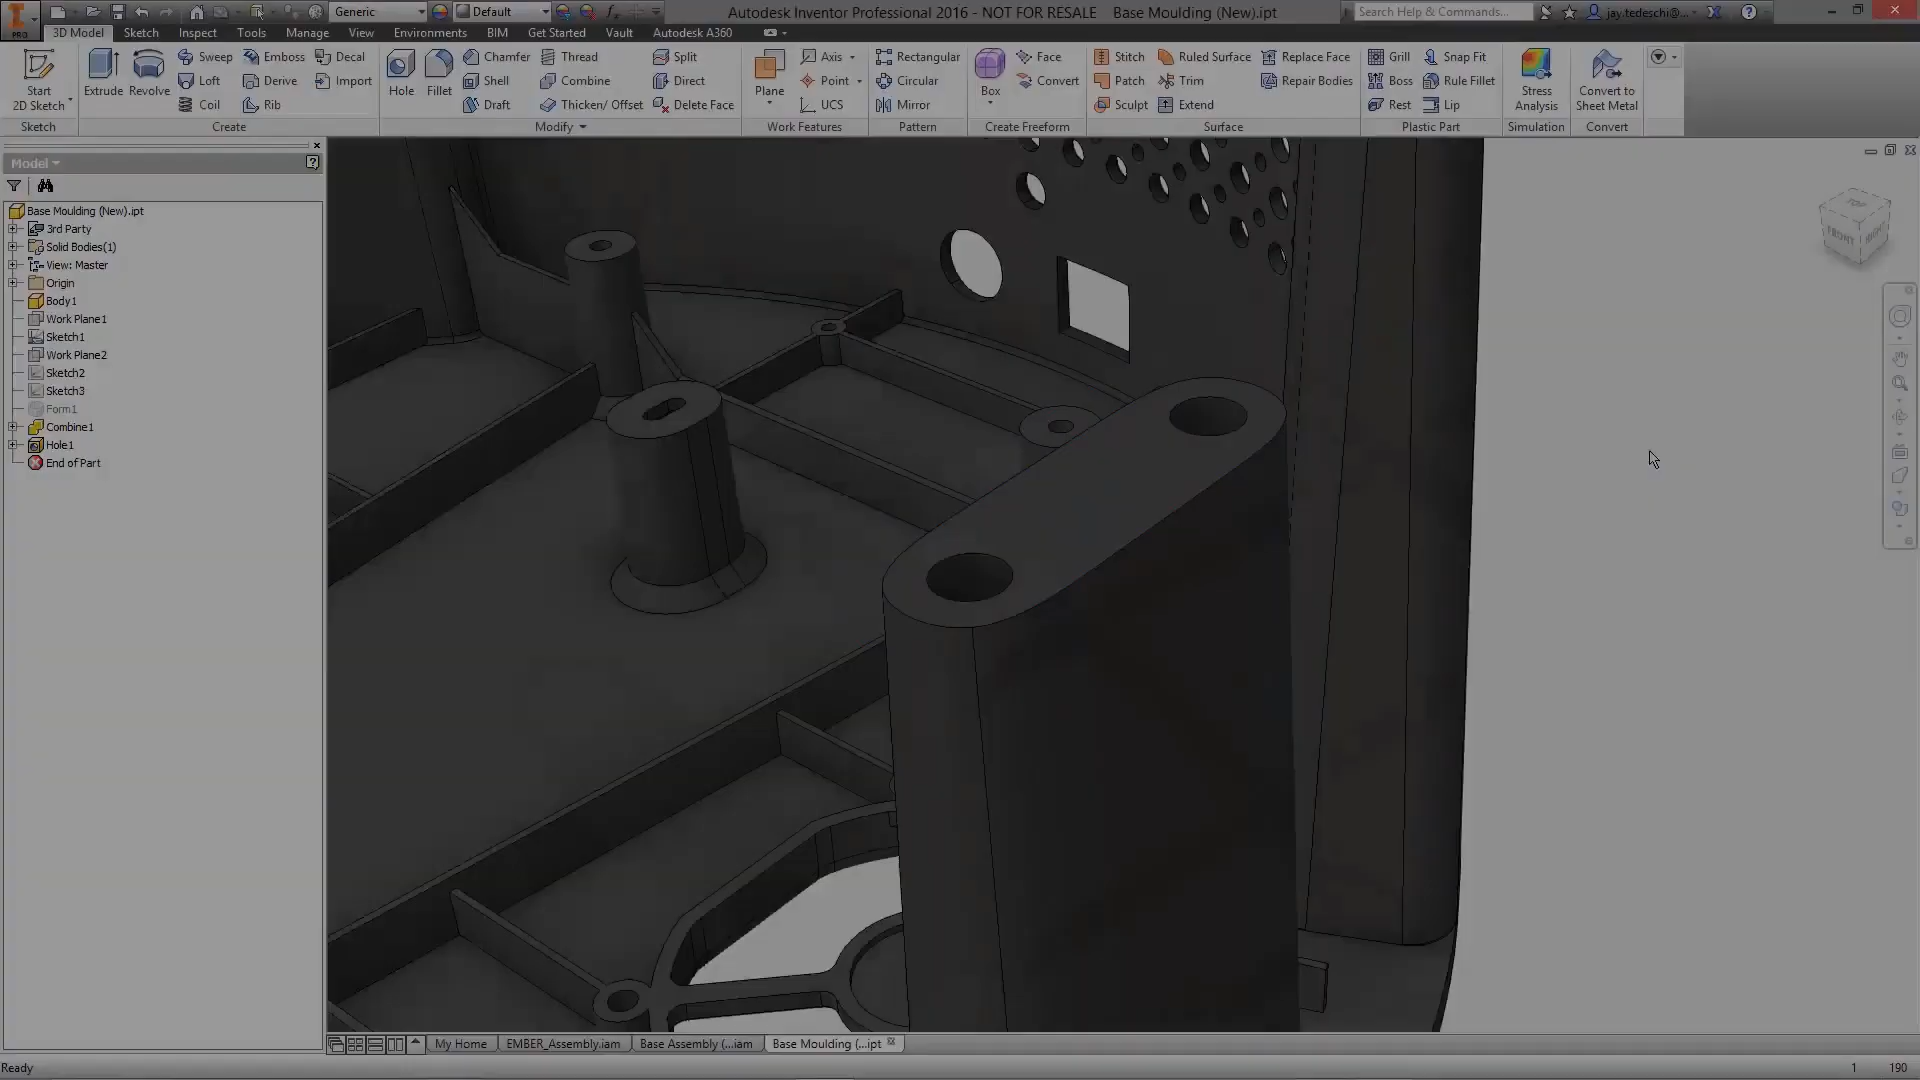 Generic
Default
Autodesk Inventor Professional 2016 - NOT FOR RESALE Base Moulding (New).ipt
Search Help & Commands...
jay.tedeschi@...
PRO
3D Model Sketch Inspect Tools Manage View Environments BIM Get Started Vault Autodesk A360
Start
2D Sketch
Extrude Revolve
Sweep Emboss Decal
Loft Derive Import
Coil Rib
Hole Fillet
Chamfer Thread Split
Shell Combine Direct
Draft Thicken/ Offset Delete Face
Plane
Axis
Point
UCS
Rectangular
Circular
Mirror
Box
Face
Convert
Stitch Ruled Surface Replace Face
Patch Trim Repair Bodies
Sculpt Extend
Grill Snap Fit
Boss Rule Fillet
Rest Lip
Stress
Analysis
Convert to
Sheet Metal
Sketch Create Modify Work Features Pattern Create Freeform Surface Plastic Part Simulation Convert
Model
Base Moulding (New).ipt
3rd Party
Solid Bodies(1)
View: Master
Origin
Body1
Work Plane1
Sketch1
Work Plane2
Sketch2
Sketch3
Form1
Combine1
Hole1
End of Part
TOP
FRONT RIGHT
My Home EMBER_Assembly.iam Base Assembly (...iam Base Moulding (...ipt
Ready 1 190